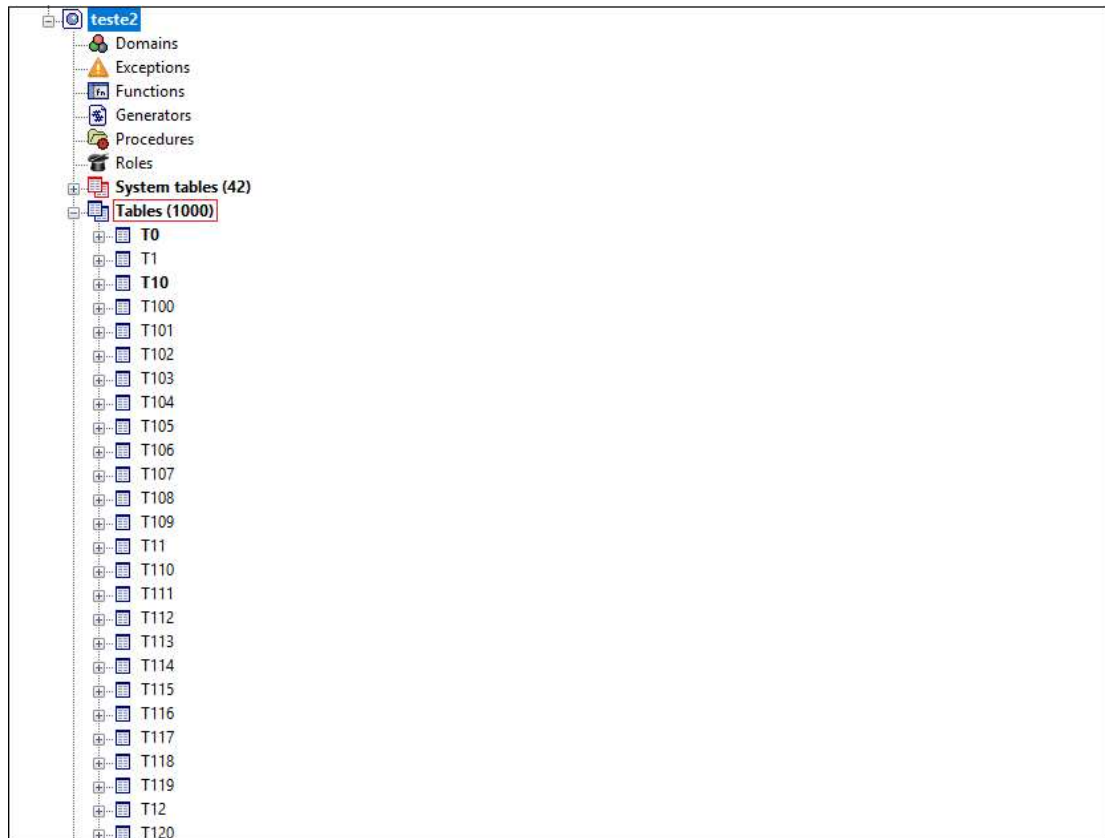 teste2
Domains
Exceptions
fn Functions
Generators
Procedures
Roles
System tables (42)
Tables (1000)
T0
T1
T10
T100
T101
T102
T103
T104
T105
T106
T107
T108
T109
T11
T110
T111
T112
T113
T114
T115
T116
T117
T118
T119
T12
T120